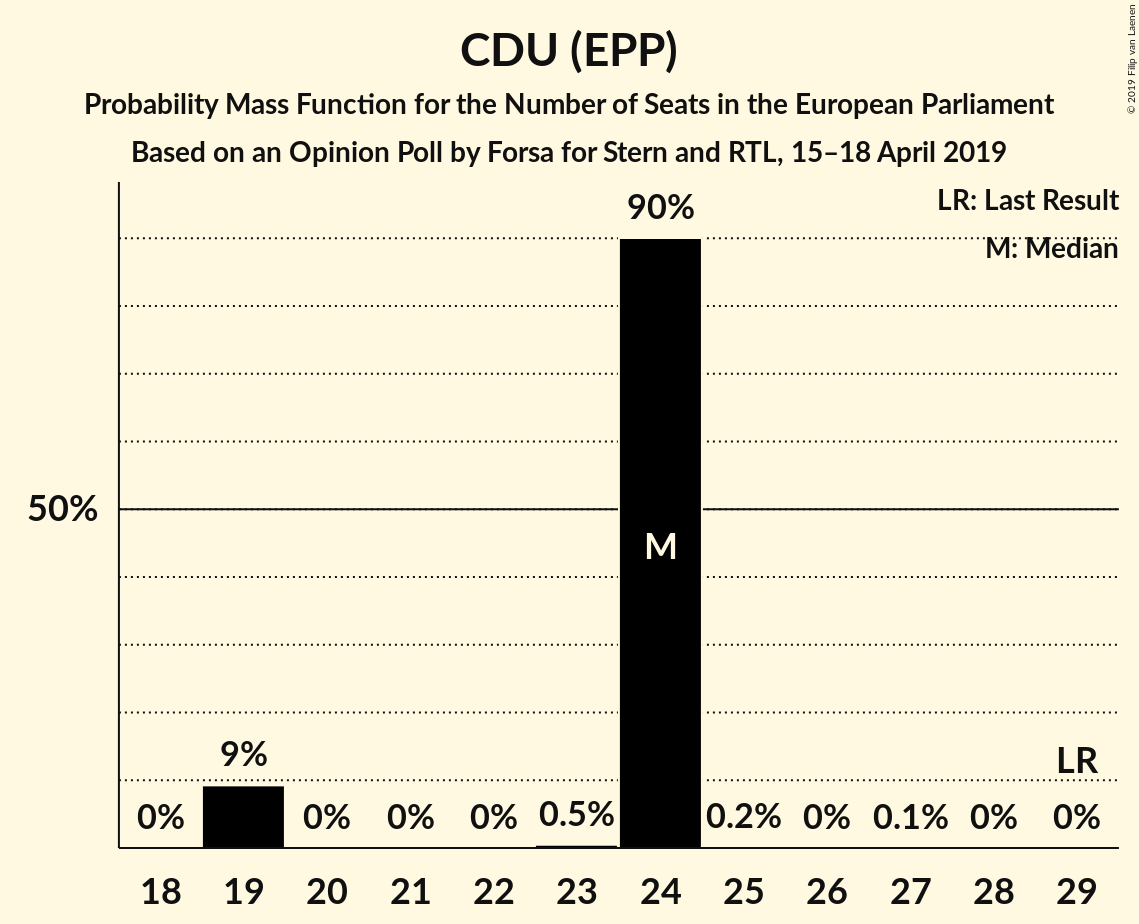 CDU (EPP)
Probability Mass Function for the Number of Seats in the European Parliament
Based on an Opinion Poll by Forsa for Stern and RTL, 15–18 April 2019
© 2019 Filip van Laenen
LR: Last Result
M: Median
90%
50%
M
9%
LR
0% 0% 0% 0% 0.5% 0.2% 0% 0.1% 0% 0%
18 19 20 21 22 23 24 25 26 27 28 29